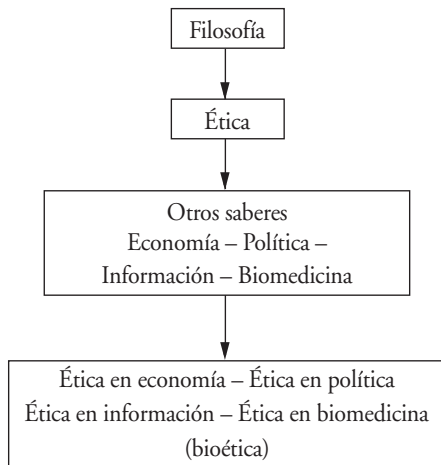 Filosofía
Ética
Otros saberes
Economía – Política –
Información – Biomedicina
Ética en economía – Ética en política
Ética en información – Ética en biomedicina
(bioética)